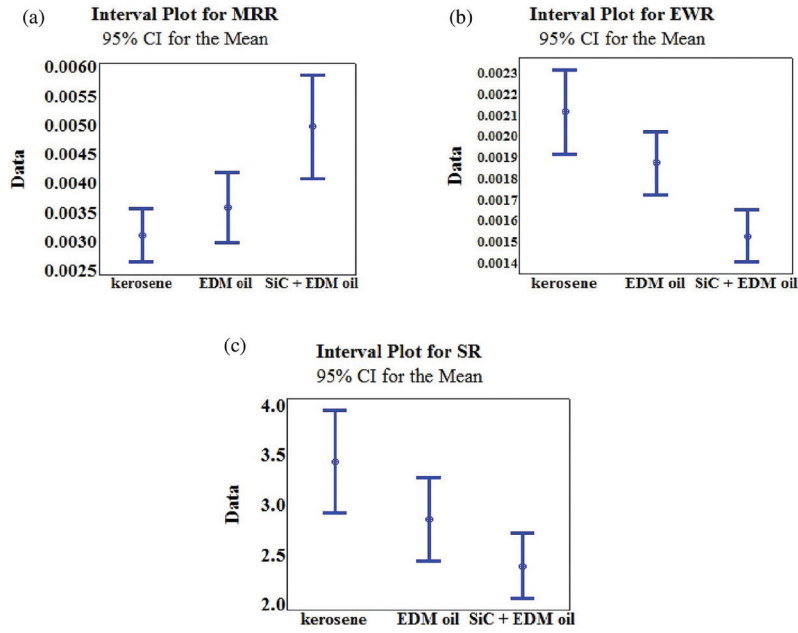 (a)
Interval Plot for MRR
95% CI for the Mean
Data
0.0060
0.0055
0.0050
0.0045
0.0040
0.0035
0.0030
0.0025
kerosene EDM oil SiC + EDM oil
(b)
Interval Plot for EWR
95% CI for the Mean
Data
0.0023
0.0022
0.0021
0.0020
0.0019
0.0018
0.0017
0.0016
0.0015
0.0014
kerosene EDM oil SiC + EDM oil
(c)
Interval Plot for SR
95% CI for the Mean
Data
4.0
3.5
3.0
2.5
2.0
kerosene EDM oil SiC + EDM oil